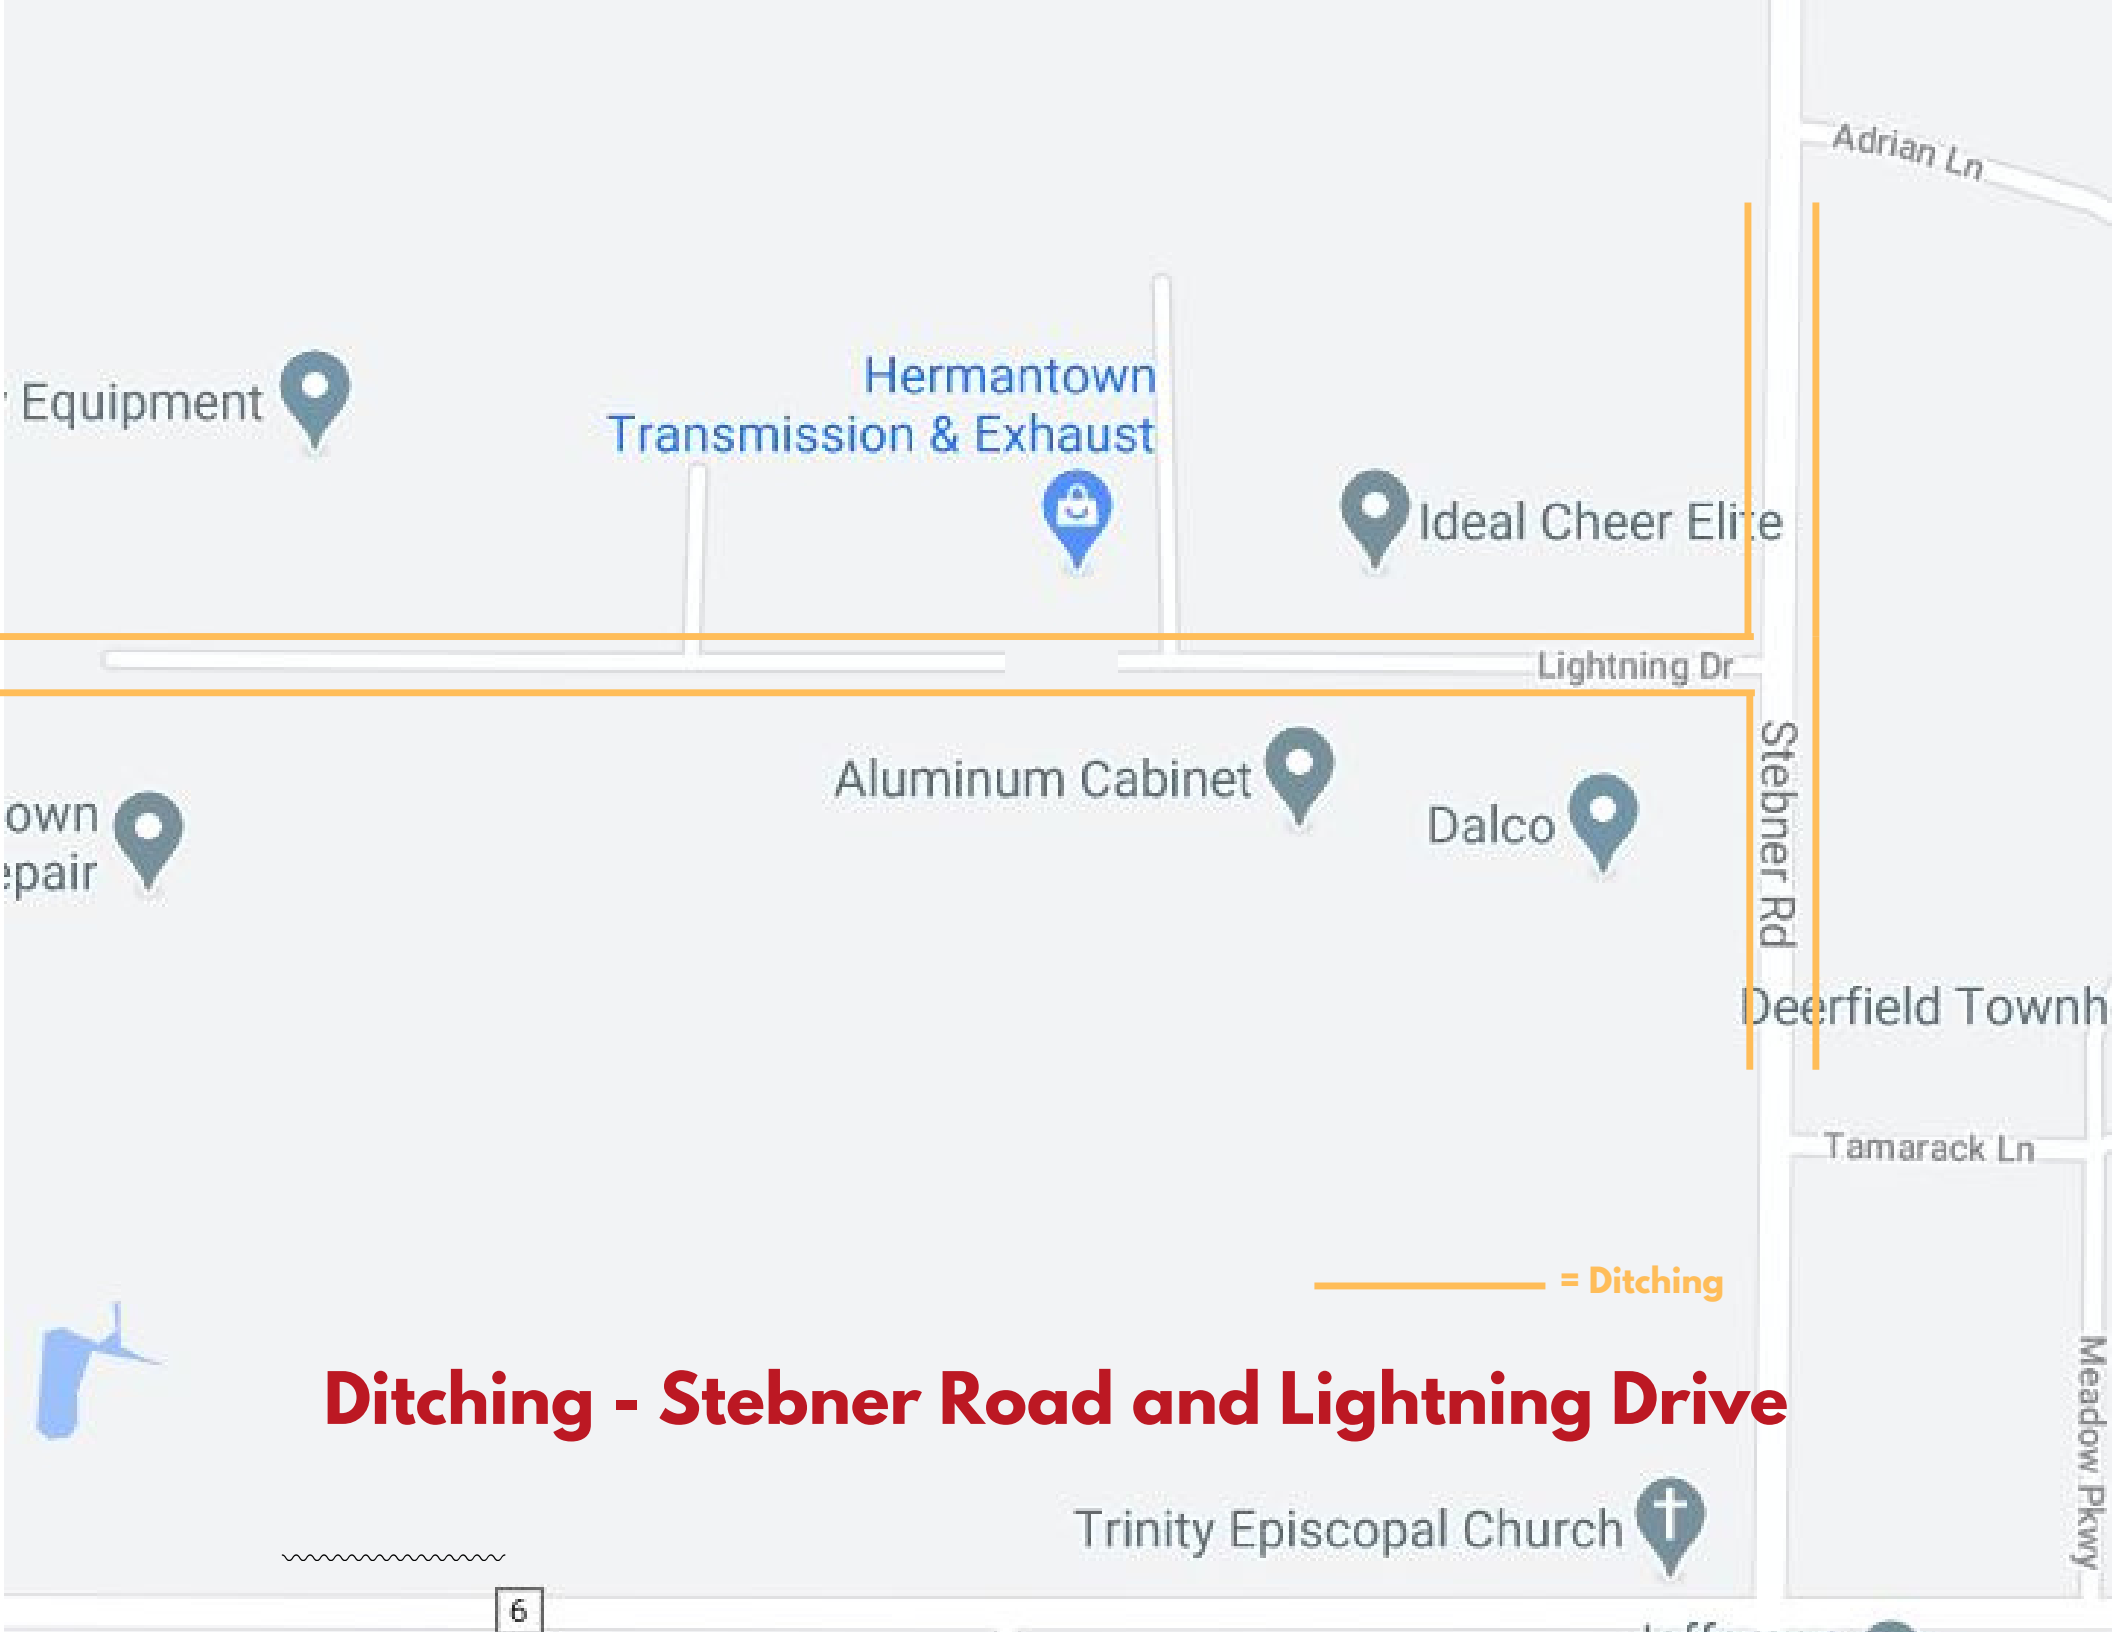 Adrian Ln
Hermantown
Transmission & Exhaust
Equipment
Ideal Cheer Elite
Lightning Dr
Stebner Rd
Aluminum Cabinet
Dalco
own
epair
Deerfield Townh
Tamarack Ln
= Ditching
Ditching - Stebner Road and Lightning Drive
Meadow Pkwy
Trinity Episcopal Church
6